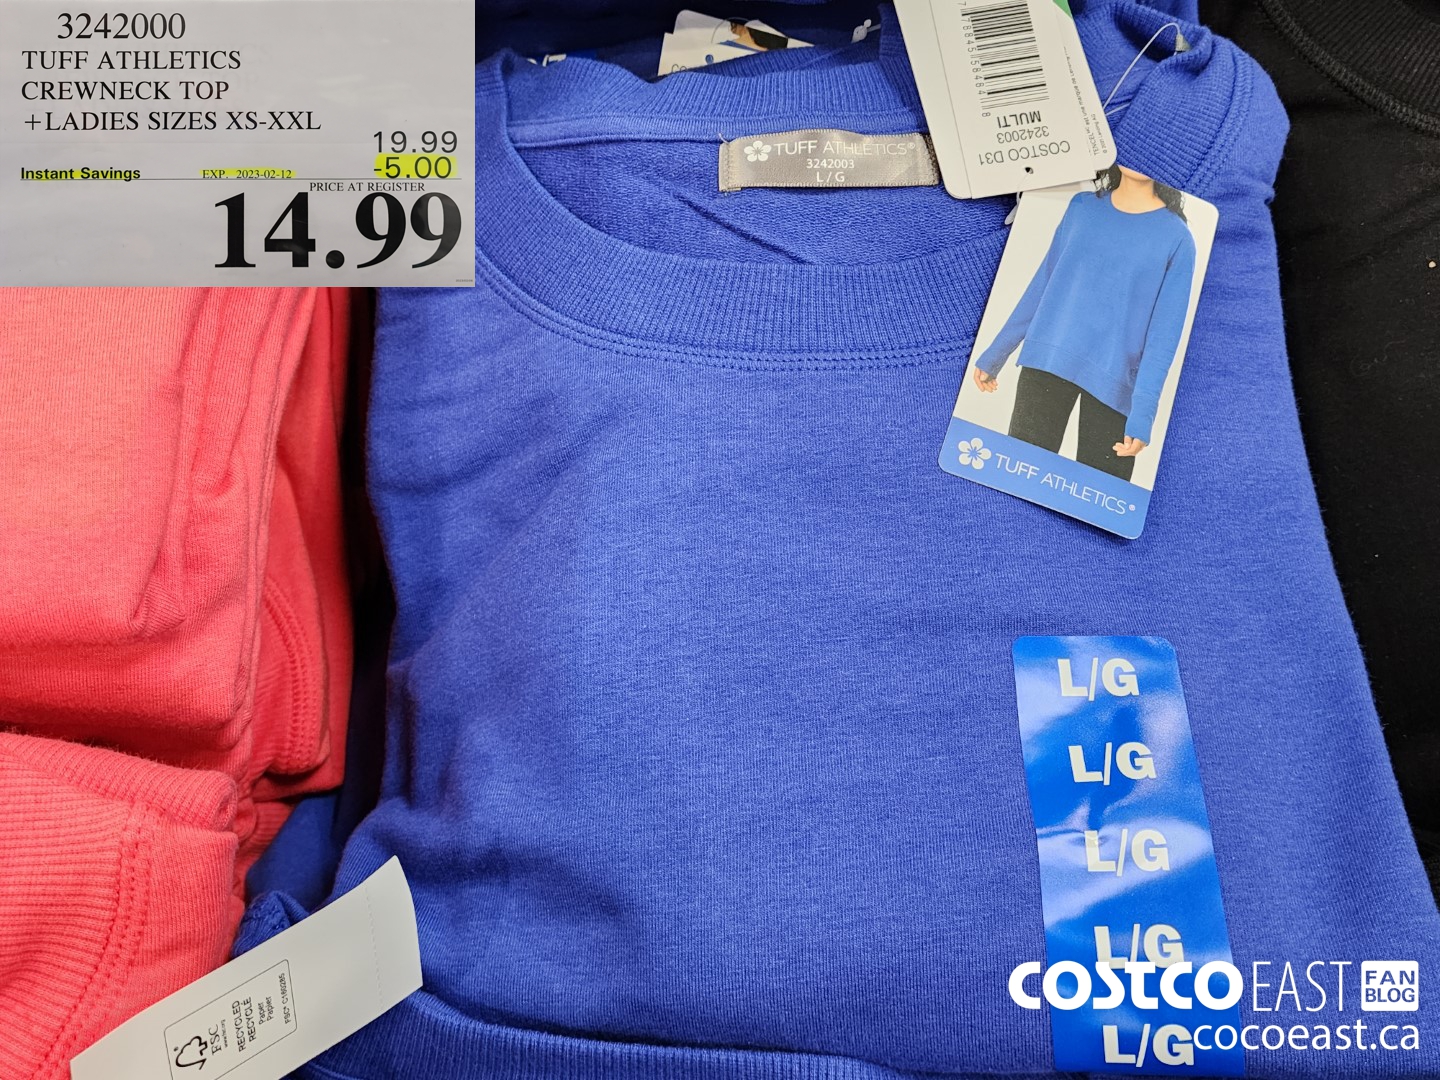 3242000
TUFF ATHLETICS
CREWNECK TOP
+LADIES SIZES XS-XXL
19.99
-5.00
Instant Savings
EXP. 2023-02-12
PRICE AT REGISTER
14.99
TUFF ATHLETICS®
3242003
L / G
MULTI
3242003
COSTCO D31
TUFF ATHLETICS®
L/G
L/G
L/G
L/G
L/G
FSC
RECYCLED
RECYCLÉ
Paper
Papier
COSTCO EAST FAN BLOG
cocoeast.ca